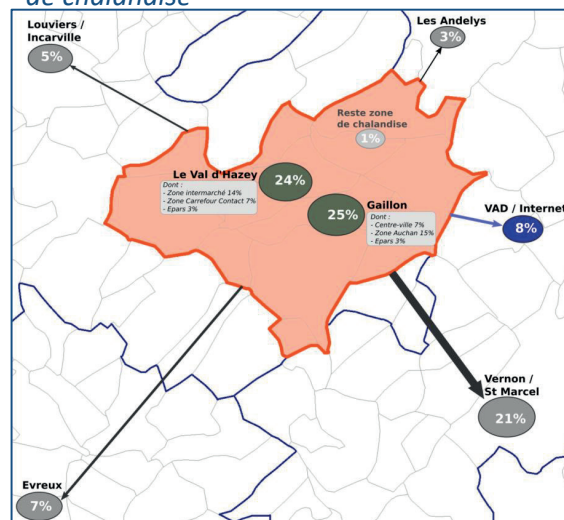 de chalandise
Louviers /
Incarville
5%
Les Andelys
3%
Reste zone
de chalandise
1%
Le Val d'Hazey
24%
Dont :
- Zone intermarché 14%
- Zone Carrefour Contact 7%
- Epars 3%
Gaillon
25%
Dont :
- Centre-ville 7%
- Zone Auchan 15%
- Epars 3%
VAD / Internet
8%
Vernon /
St Marcel
21%
Evreux
7%